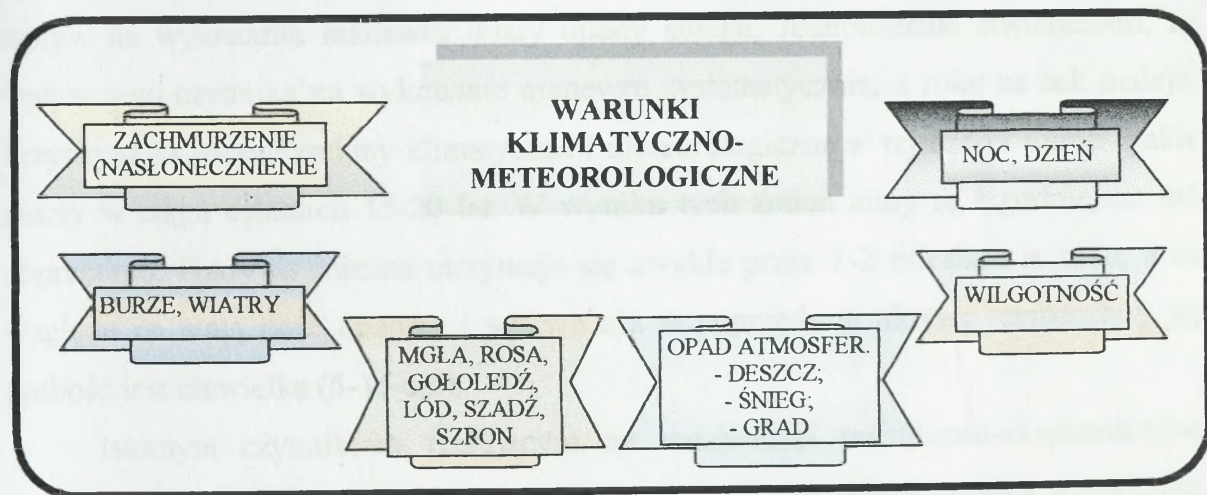 WARUNKI
KLIMATYCZNO-
METEOROLOGICZNE
ZACHMURZENIE
(NASŁONECZNIENIE
NOC, DZIEŃ
BURZE, WIATRY
WILGOTNOŚĆ
MGŁA, ROSA,
GOŁOLEDŹ,
LÓD, SZADŹ,
SZRON
OPAD ATMOSFER.
- DESZCZ;
- ŚNIEG;
- GRAD